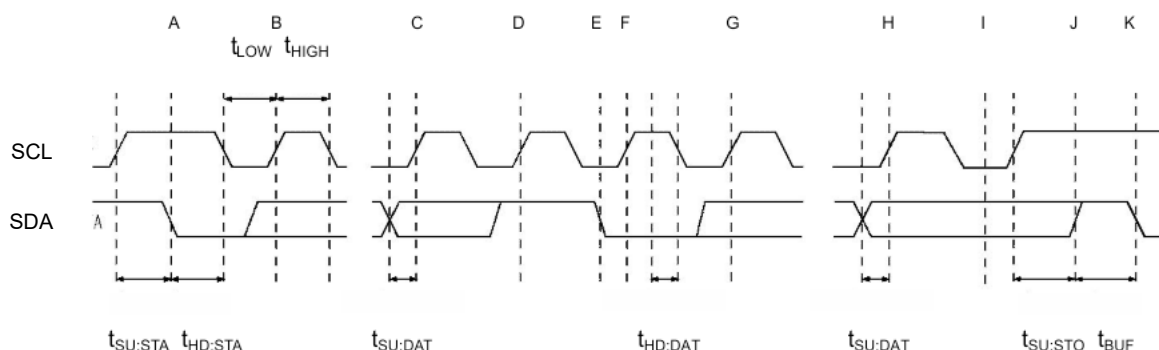 A B C D E F G H I J K
tLOW tHIGH
SCL
SDA A
tSU:STA tHD:STA tSU:DAT tHD:DAT tSU:DAT tSU:STO tBUF